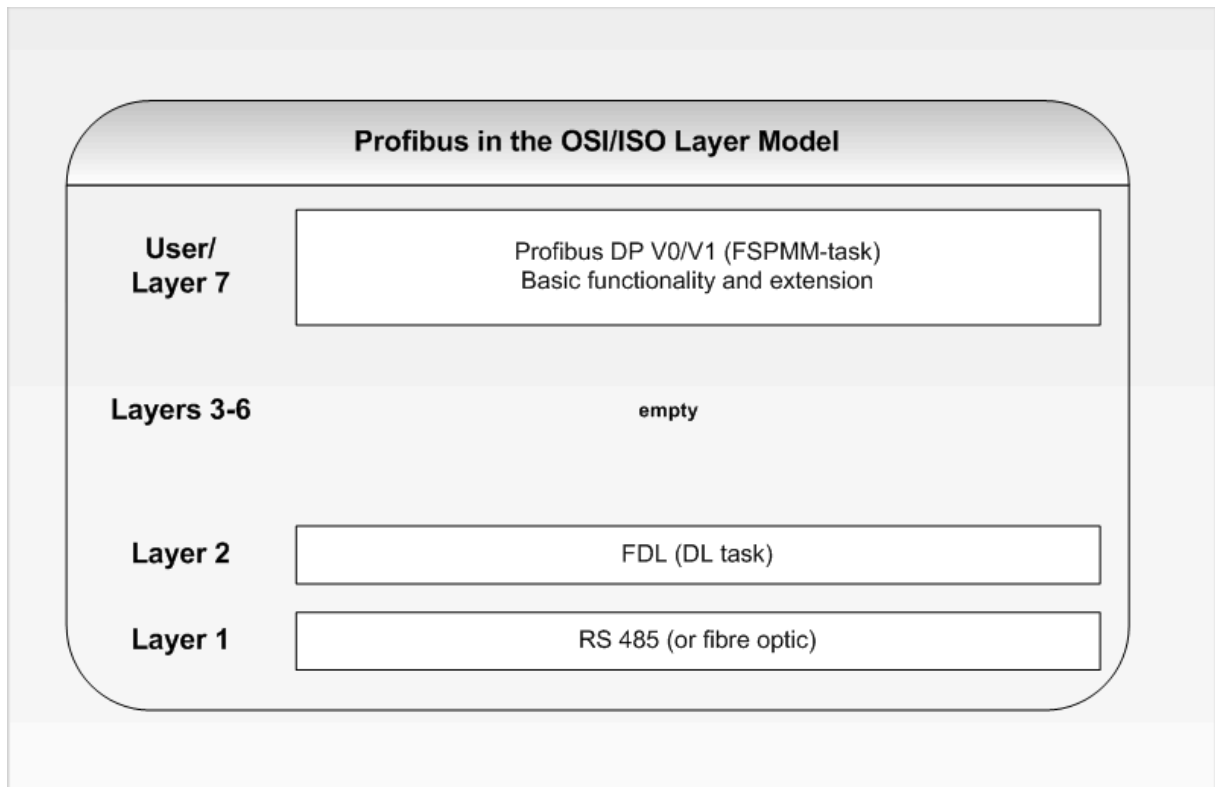 Profibus in the OSI/ISO Layer Model
User/
Layer 7
Profibus DP V0/V1 (FSPMM-task)
Basic functionality and extension
Layers 3-6
empty
Layer 2
FDL (DL task)
Layer 1
RS 485 (or fibre optic)